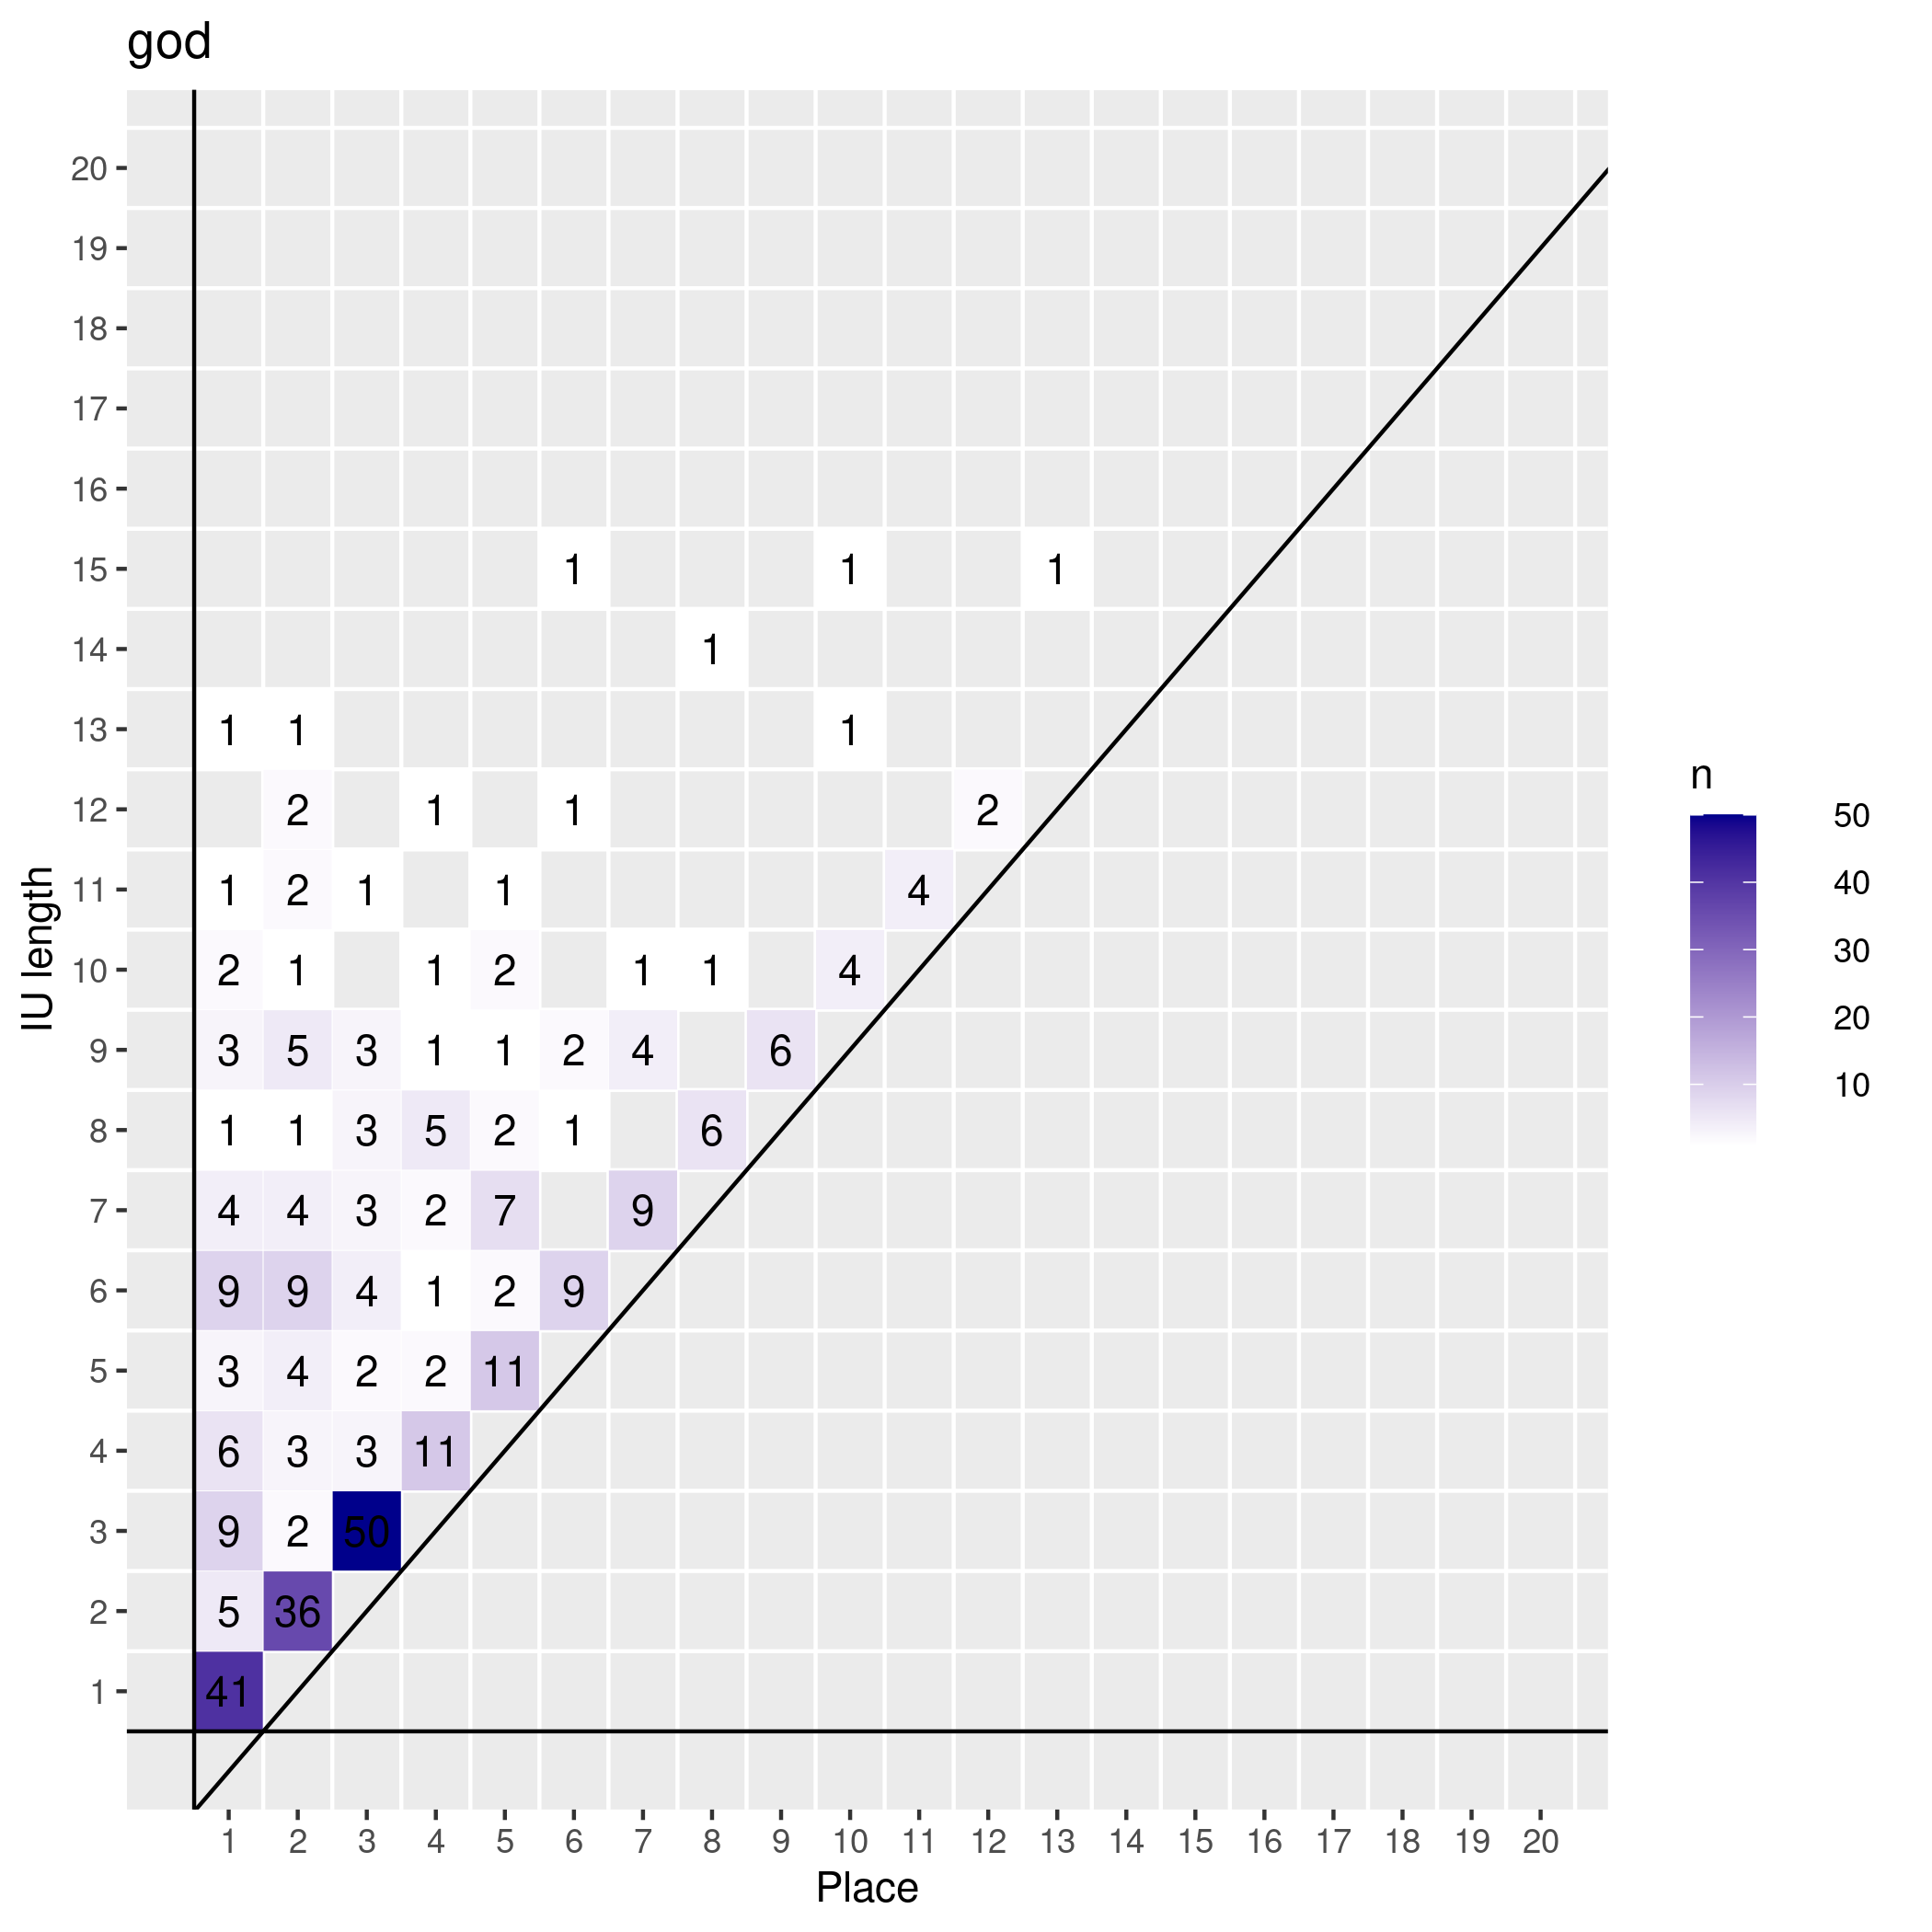 god
20
19
18
17
16
15 1 1 1
14 1
13 1 1 1
12 2 1 1 2
11 1 2 1 1 4
10 2 1 1 2 1 1 4
9 3 5 3 1 1 2 4 6
8 1 1 3 5 2 1 6
7 4 4 3 2 7 9
6 9 9 4 1 2 9
5 3 4 2 2 11
4 6 3 3 11
3 9 2 50
2 5 36
1 41
1 2 3 4 5 6 7 8 9 10 11 12 13 14 15 16 17 18 19 20
Place
IU length
n
50
40
30
20
10